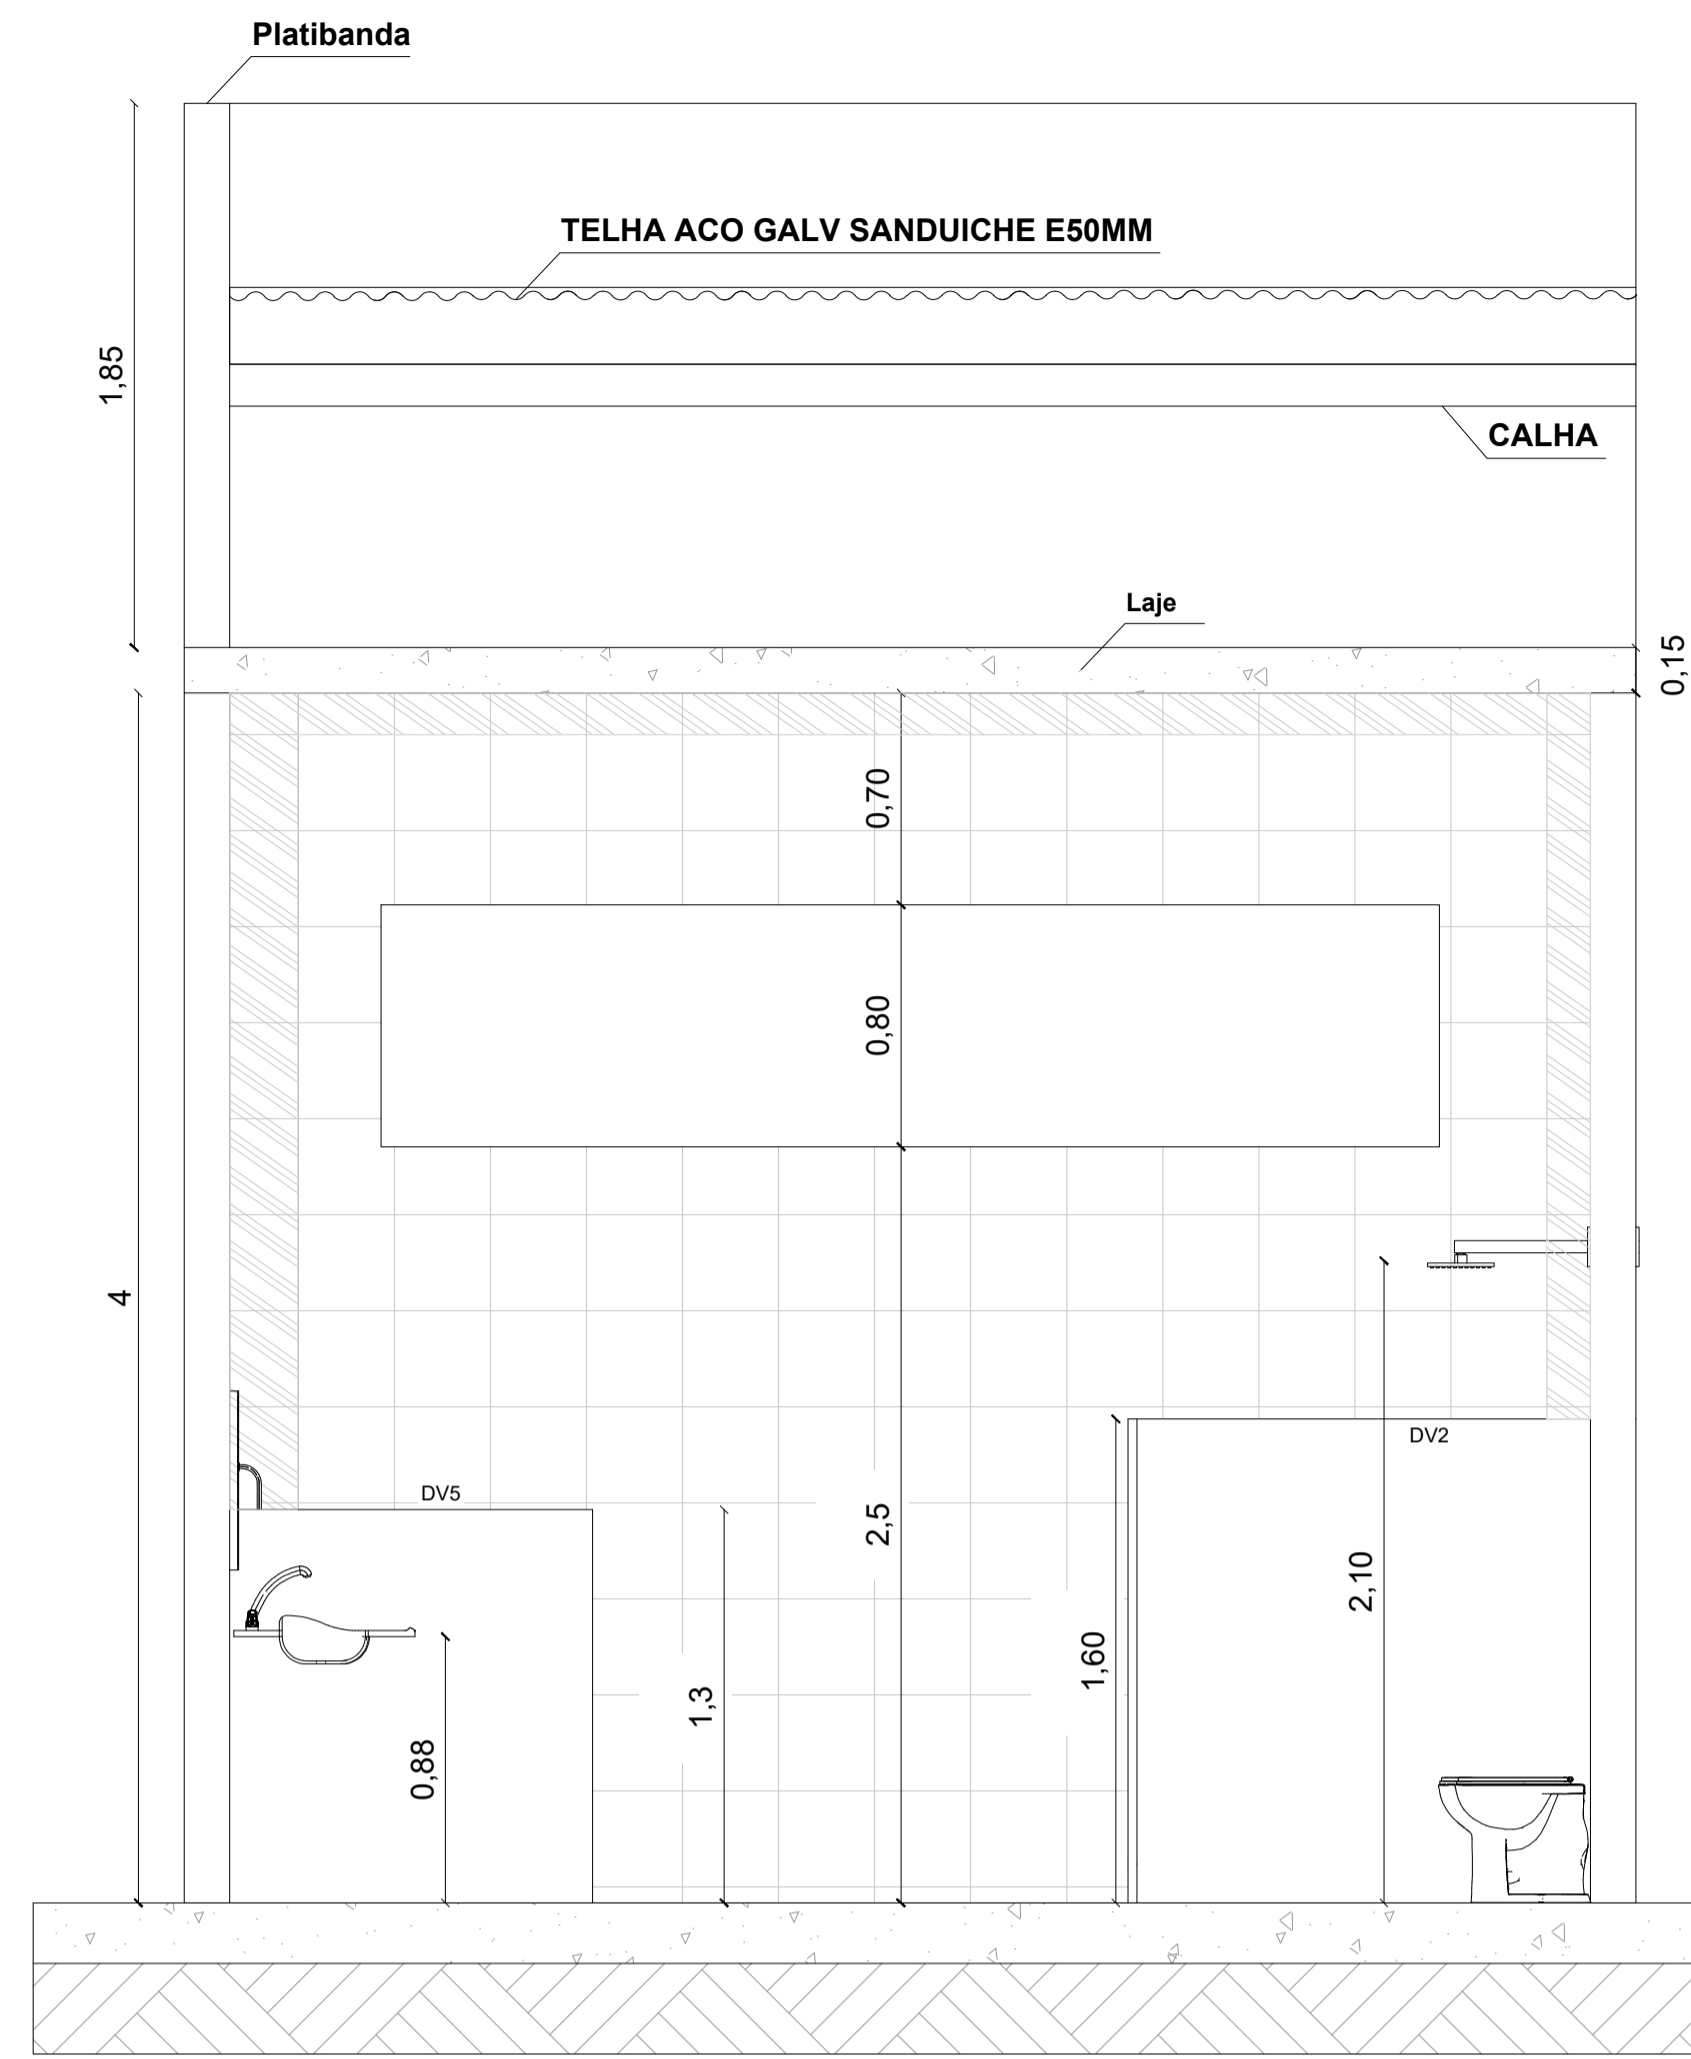 Platibanda
TELHA ACO GALV SANDUICHE E50MM
1,85
CALHA
Laje
0,15
0,70
0,80
4
DV2
DV5
2,5
2,10
1,60
1,3
0,88